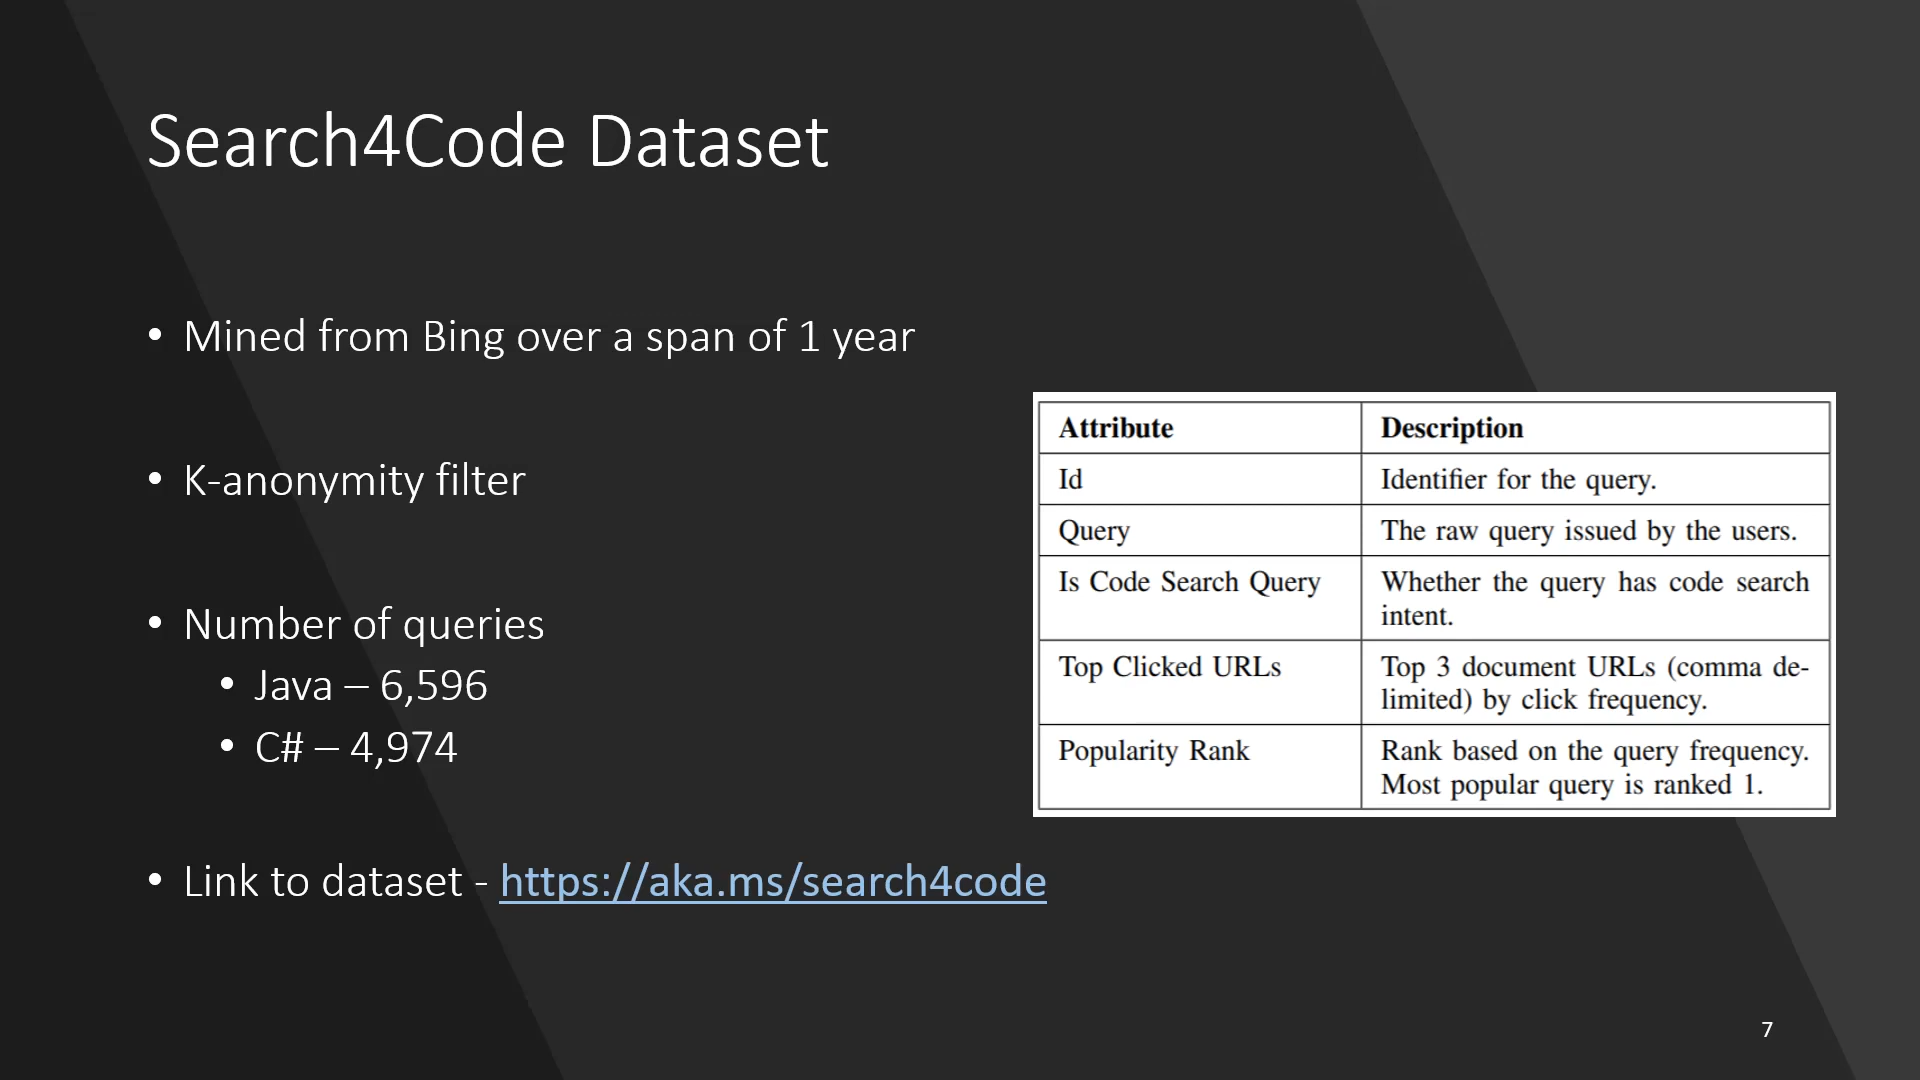 Search4Code Dataset
• Mined from Bing over a span of 1 year
• K-anonymity filter
• Number of queries
• Java – 6,596
• C# – 4,974
• Link to dataset - https://aka.ms/search4code
Attribute Description
Id Identifier for the query.
Query The raw query issued by the users.
Is Code Search Query Whether the query has code search
intent.
Top Clicked URLs Top 3 document URLs (comma de-
limited) by click frequency.
Popularity Rank Rank based on the query frequency.
Most popular query is ranked 1.
7